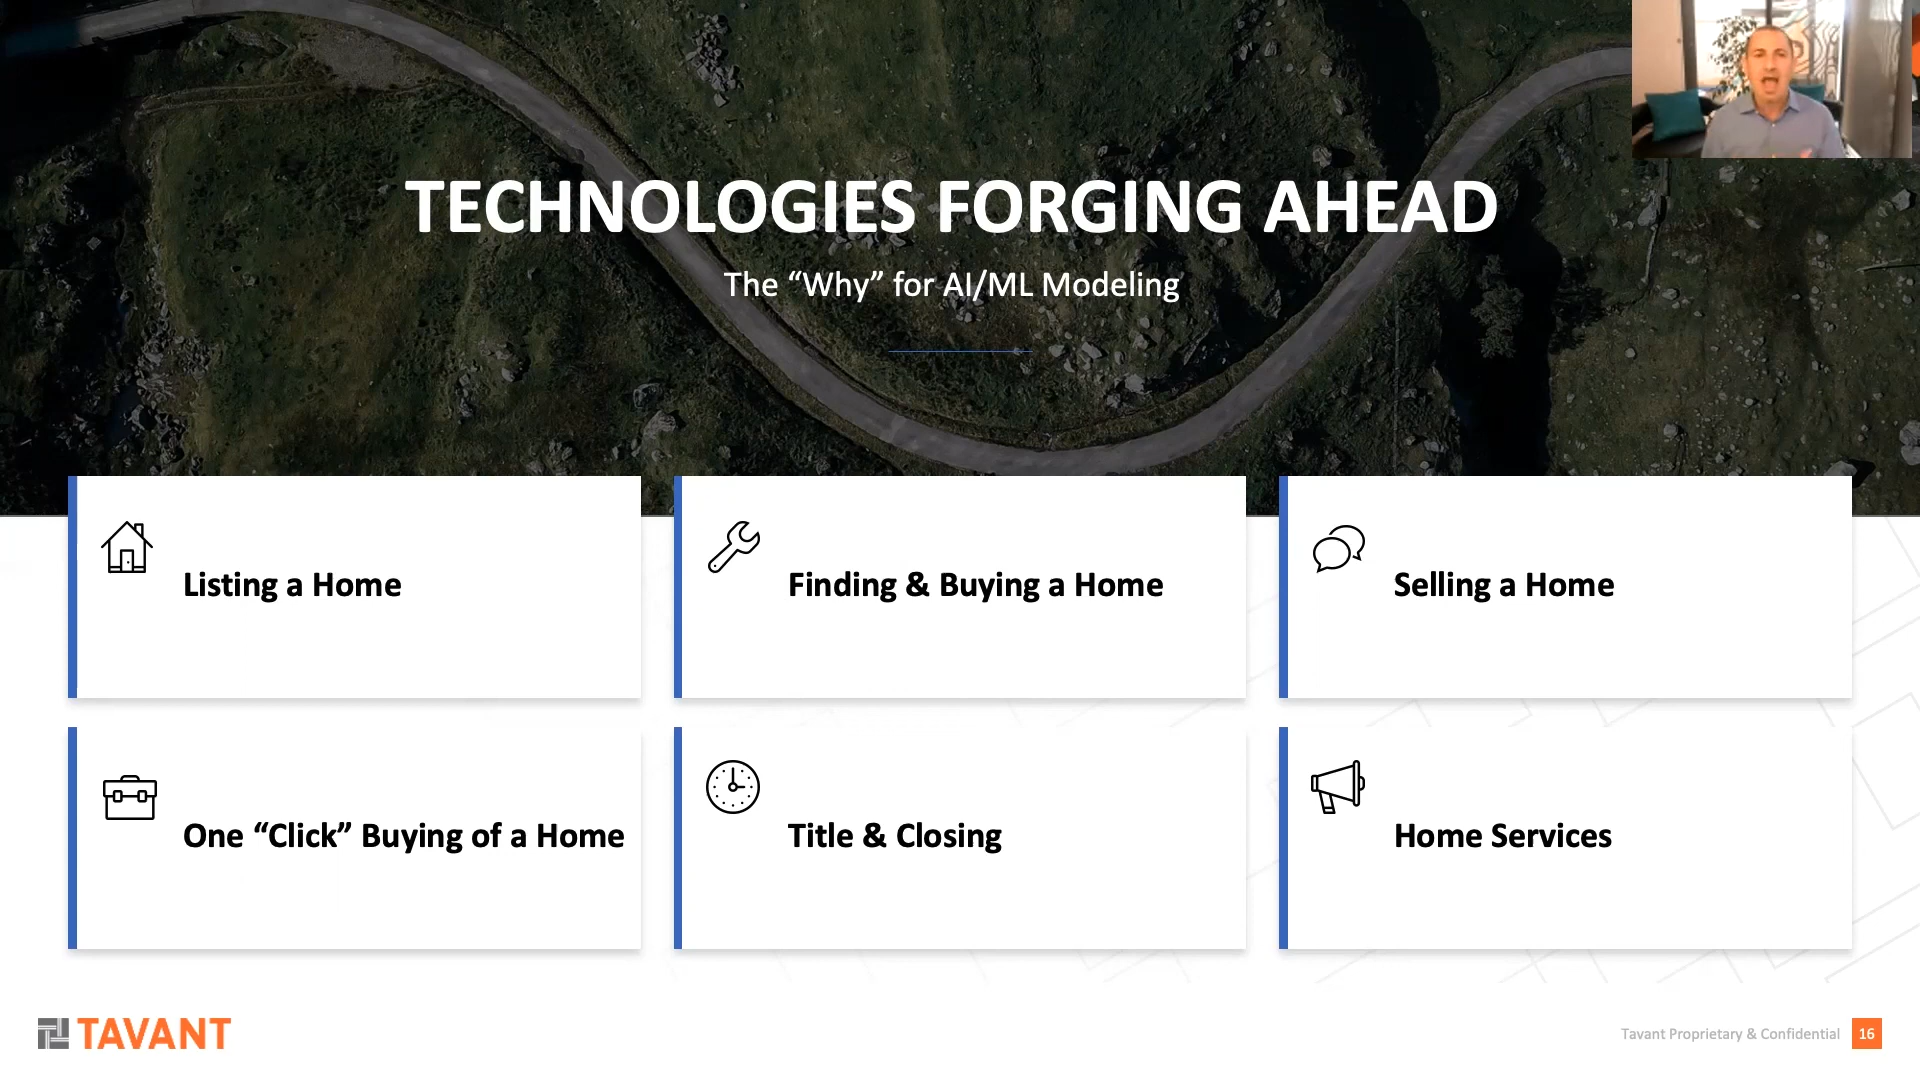 TECHNOLOGIES FORGING AHEAD
The “Why” for AI/ML Modeling
Listing a Home
Finding & Buying a Home
Selling a Home
One “Click” Buying of a Home
Title & Closing
Home Services
TAVANT
Tavant Proprietary & Confidential
16